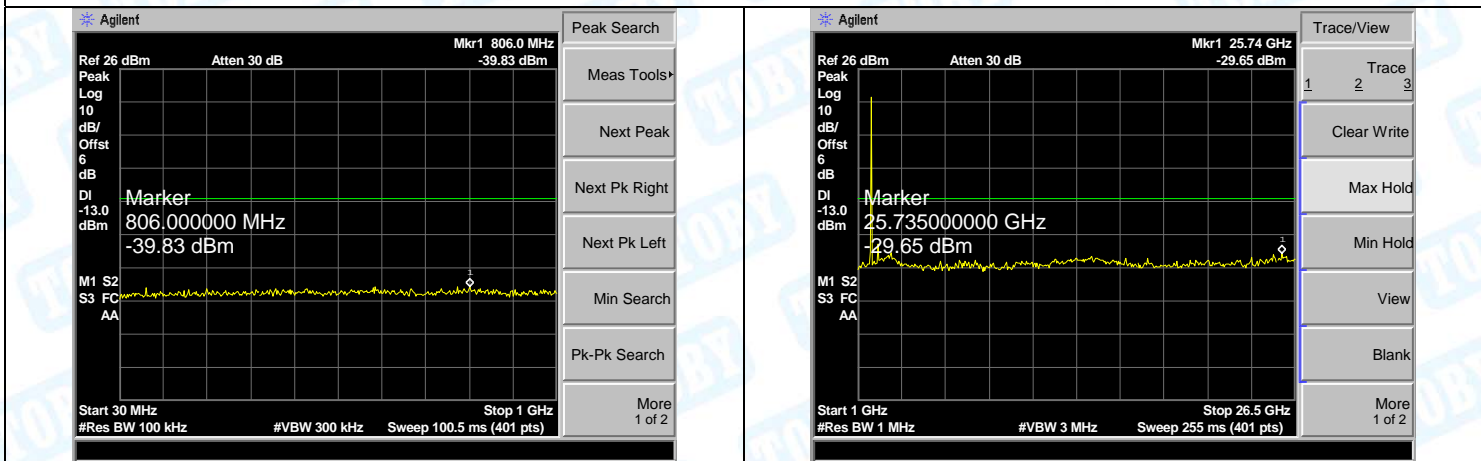 Agilent
Peak Search
Mkr1 806.0 MHz
Ref 26 dBm Atten 30 dB -39.83 dBm
Peak
Log
10
dB/
Offst
6
dB
DI
-13.0
dBm
Marker
806.000000 MHz
-39.83 dBm
1
M1 S2
S3 FC
AA
Start 30 MHz Stop 1 GHz
#Res BW 100 kHz #VBW 300 kHz Sweep 100.5 ms (401 pts)
Meas Tools
Next Peak
Next Pk Right
Next Pk Left
Min Search
Pk-Pk Search
More
1 of 2
Agilent
Trace/View
Mkr1 25.74 GHz
Ref 26 dBm Atten 30 dB -29.65 dBm
Peak
Log
10
dB/
Offst
6
dB
DI
-13.0
dBm
Marker
25.735000000 GHz
-29.65 dBm
1
M1 S2
S3 FC
AA
Start 1 GHz Stop 26.5 GHz
#Res BW 1 MHz #VBW 3 MHz Sweep 255 ms (401 pts)
Trace
1 2 3
Clear Write
Max Hold
Min Hold
View
Blank
More
1 of 2
TOBY